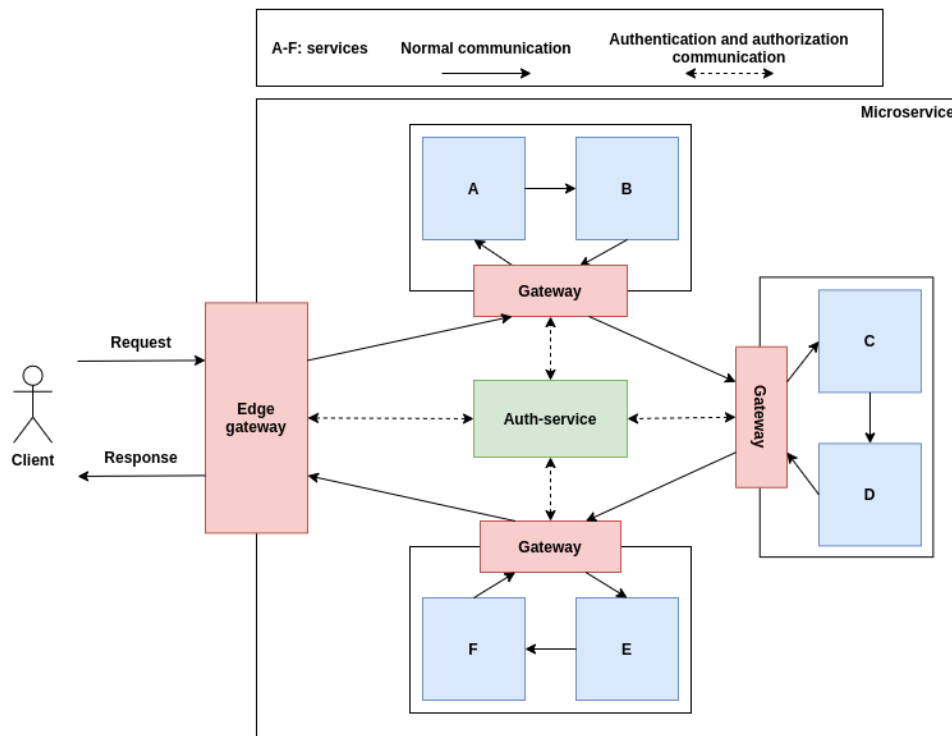 A-F: services
Normal communication
Authentication and authorization
communication
Microservice
A
B
Gateway
Request
C
Edge
gateway
Auth-service
Gateway
Client
Response
D
Gateway
F
E